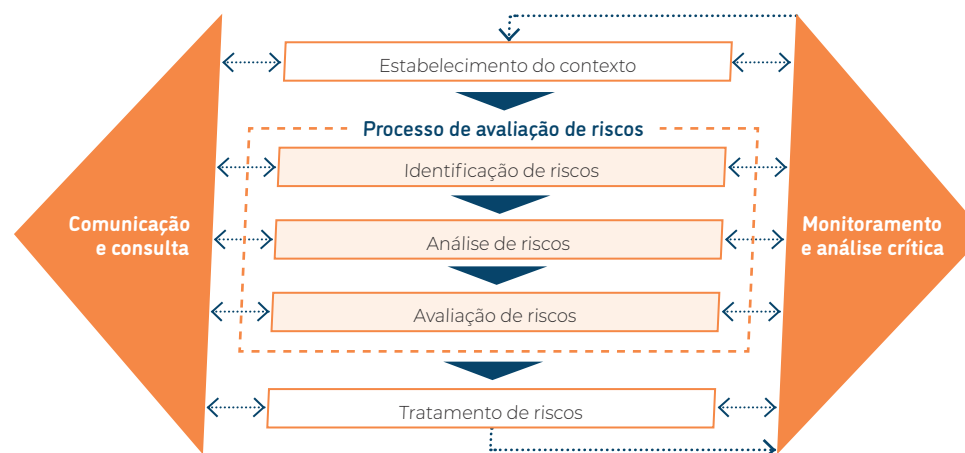 Estabelecimento do contexto
Processo de avaliação de riscos
Identificação de riscos
Comunicação
e consulta
Análise de riscos
Monitoramento
e análise crítica
Avaliação de riscos
Tratamento de riscos